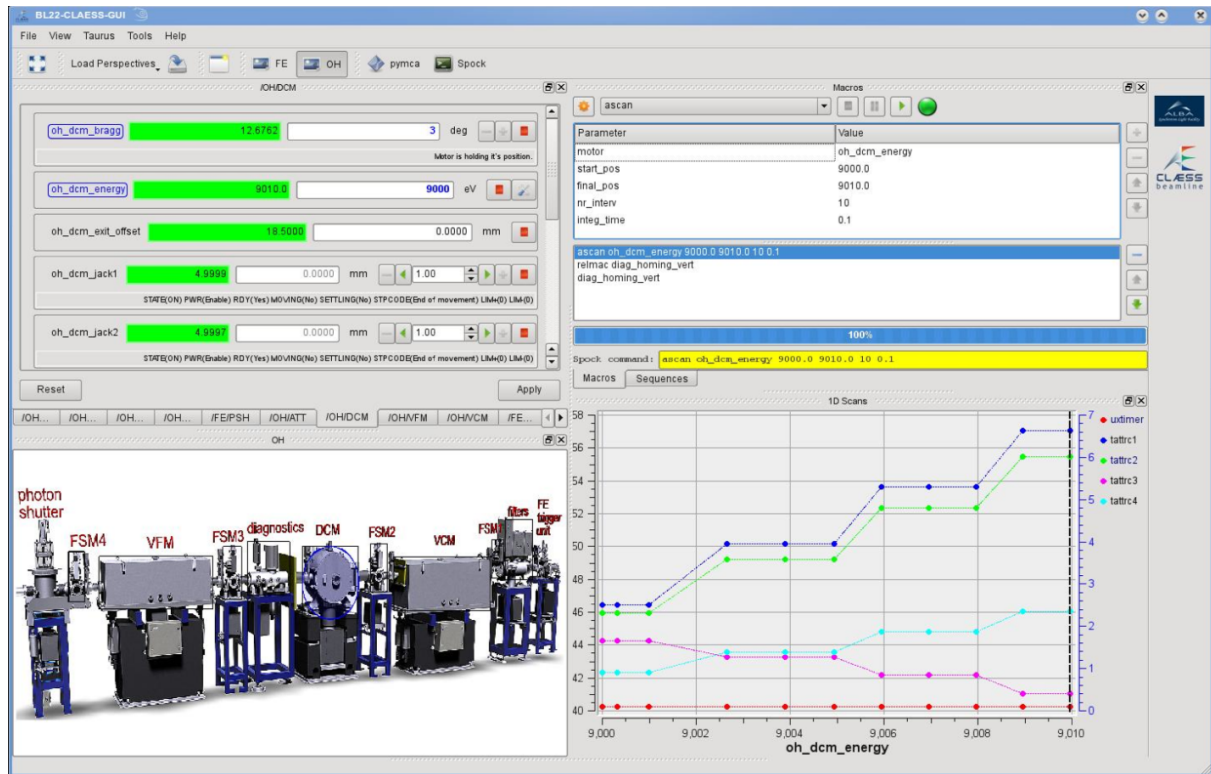 BL22-CLAESS-GUI
File View Taurus Tools Help
Load Perspectives FE OH pymca Spock
/OH/DCM
oh_dcm_bragg 12.6762 3 deg
Motor is holding it's position.
oh_dcm_energy 9010.0 9000 eV
oh_dcm_exit_offset 18.5000 0.0000 mm
oh_dcm_jack1 4.9999 0.0000 mm 1.00
STATE(ON) PWR(Enable) RDY(Yes) MOVING(No) SETTLING(No) STPCODE(End of movement) LIM+(0) LIM-(0)
oh_dcm_jack2 4.9997 0.0000 mm 1.00
STATE(ON) PWR(Enable) RDY(Yes) MOVING(No) SETTLING(No) STPCODE(End of movement) LIM+(0) LIM-(0)
Reset Apply
/OH... /OH... /OH... /OH... /FE/PSH /OH/ATT /OH/DCM /OH/VFM /OH/VCM /FE...
OH
photon shutter
FSM4
VFM
FSM3
diagnostics
DCM
FSM2
VCM
filters
FE trigger unit
Macros
ascan
Parameter Value
motor oh_dcm_energy
start_pos 9000.0
final_pos 9010.0
nr_interv 10
integ_time 0.1
ascan oh_dcm_energy 9000.0 9010.0 10 0.1
relmac diag_homing_vert
diag_homing_vert
100%
Spock command: ascan oh_dcm_energy 9000.0 9010.0 10 0.1
Macros Sequences
1D Scans
58
56
54
52
50
48
46
44
42
40
7
6
5
4
3
2
1
0
uxtimer
tattrc1
tattrc2
tattrc3
tattrc4
9,000 9,002 9,004 9,006 9,008 9,010
oh_dcm_energy
ALBA
CLÆSS
beamline